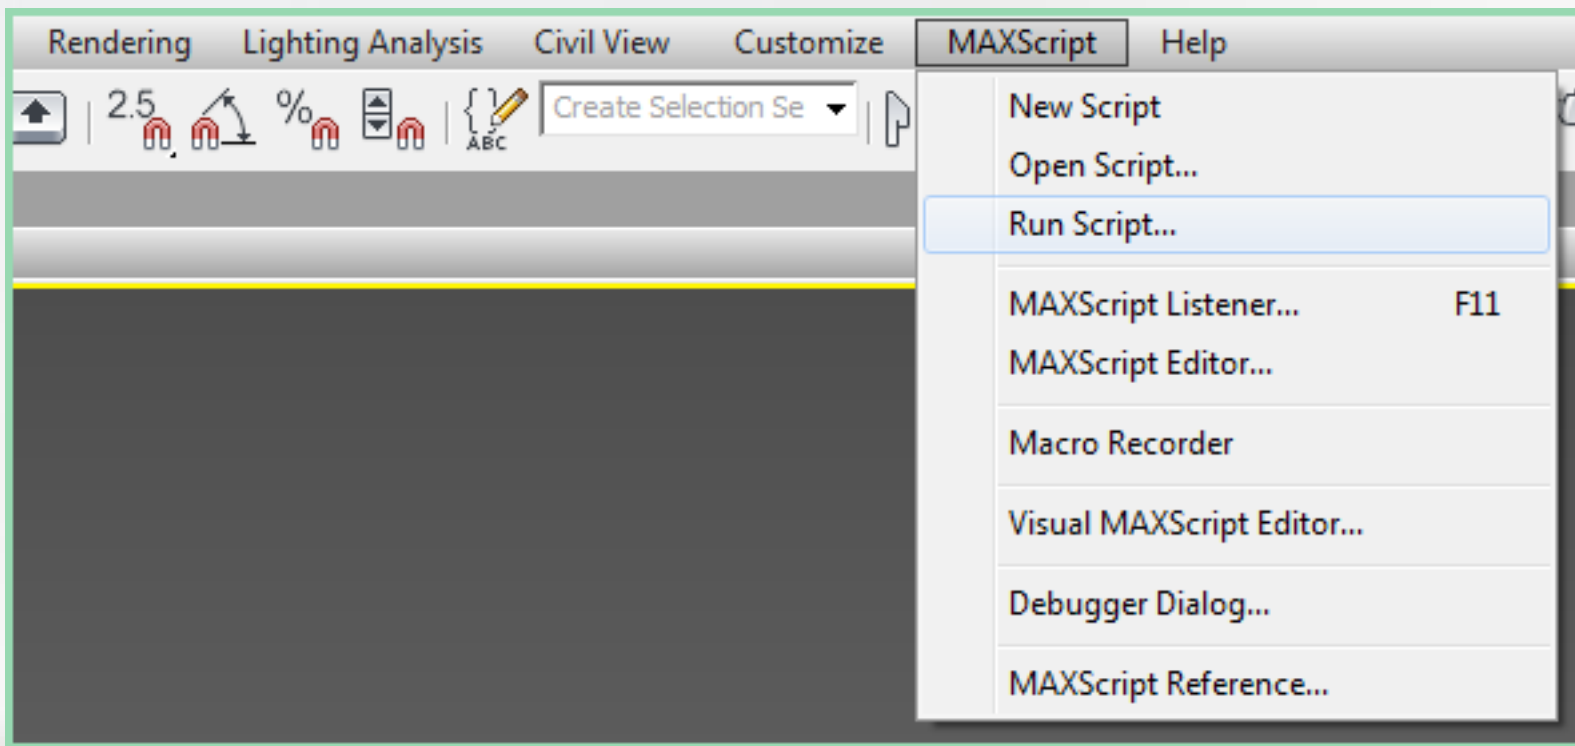 Rendering Lighting Analysis Civil View Customize MAXScript Help
2.5 % { } ABC Create Selection Se
New Script
Open Script...
Run Script...
MAXScript Listener... F11
MAXScript Editor...
Macro Recorder
Visual MAXScript Editor...
Debugger Dialog...
MAXScript Reference...